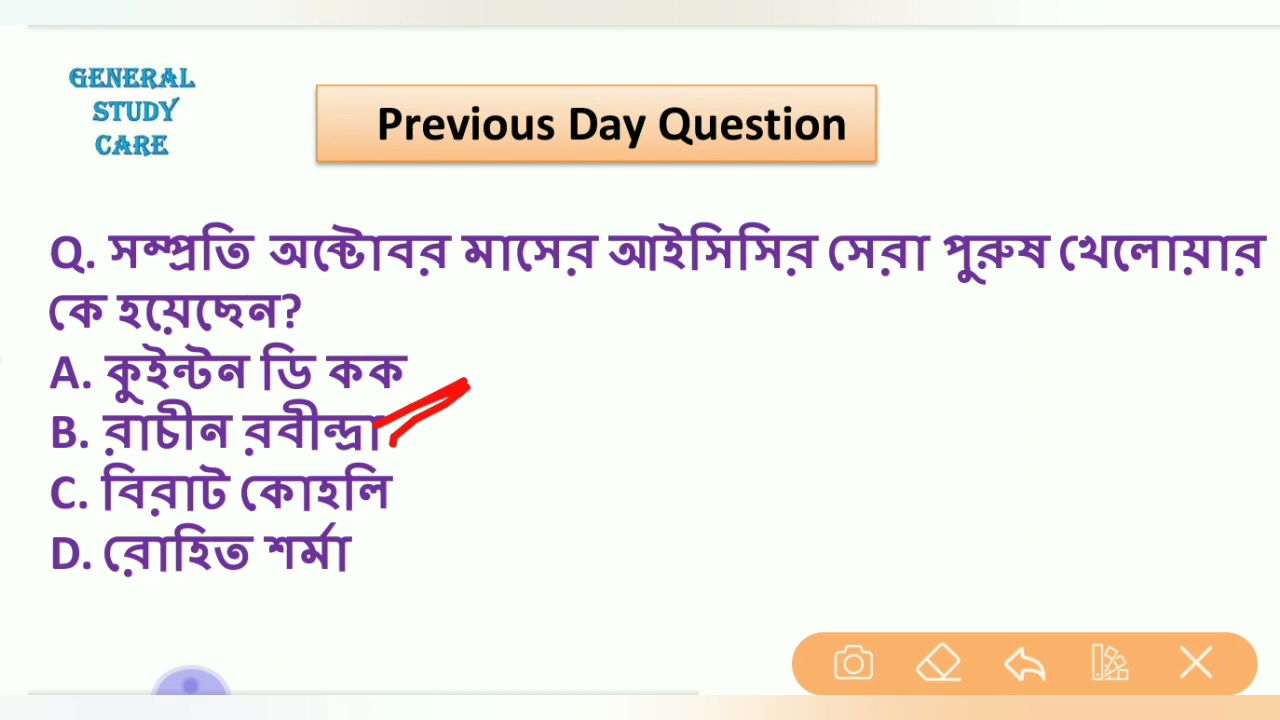 GENERAL
STUDY
CARE
Previous Day Question
Q. সম্প্রতি অক্টোবর মাসের আইসিসির সেরা পুরুষ খেলোয়ার
কে হয়েছেন?
A. কুইন্টন ডি কক
B. রাচীন রবীন্দ্রা
C. বিরাট কোহলি
D. রোহিত শর্মা